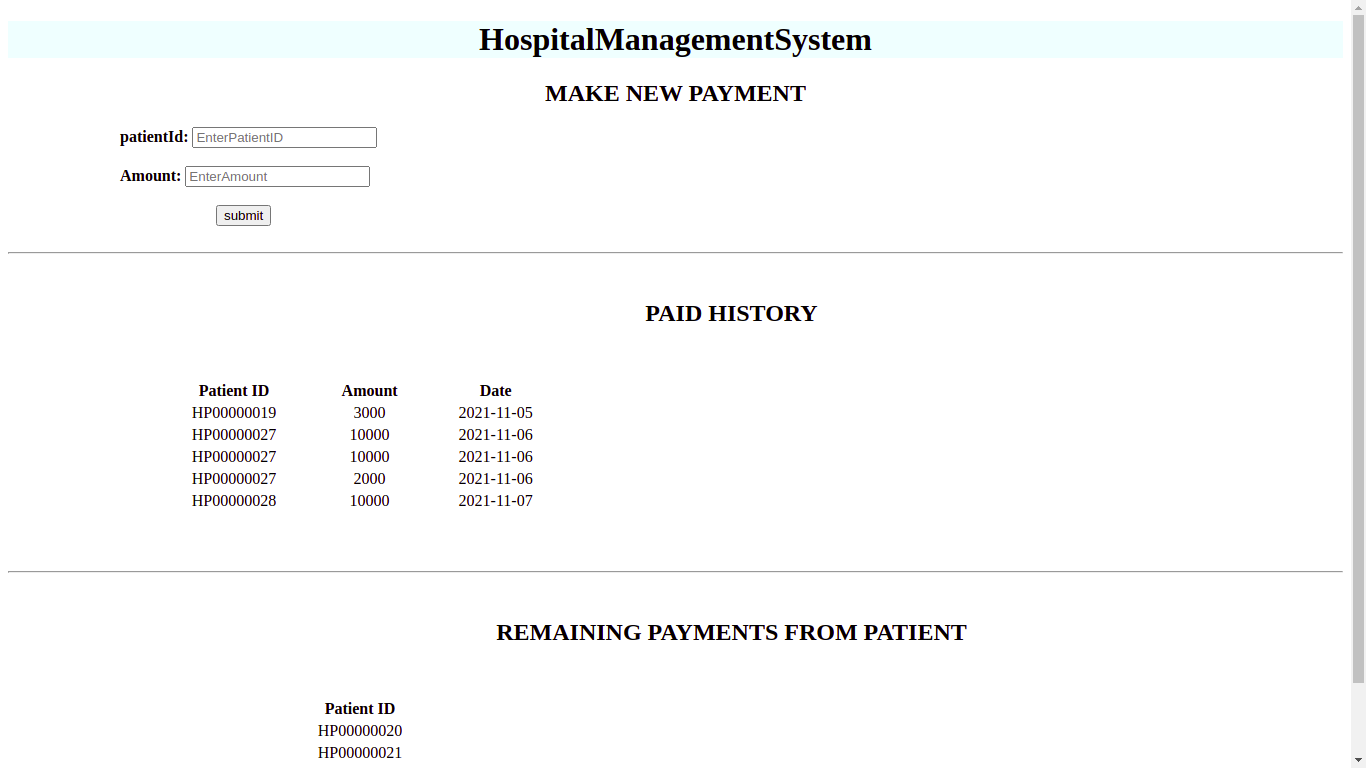 HospitalManagementSystem
MAKE NEW PAYMENT
patientId: EnterPatientID
Amount: EnterAmount
submit
PAID HISTORY
Patient ID Amount Date
HP00000019 3000 2021-11-05
HP00000027 10000 2021-11-06
HP00000027 10000 2021-11-06
HP00000027 2000 2021-11-06
HP00000028 10000 2021-11-07
REMAINING PAYMENTS FROM PATIENT
Patient ID
HP00000020
HP00000021